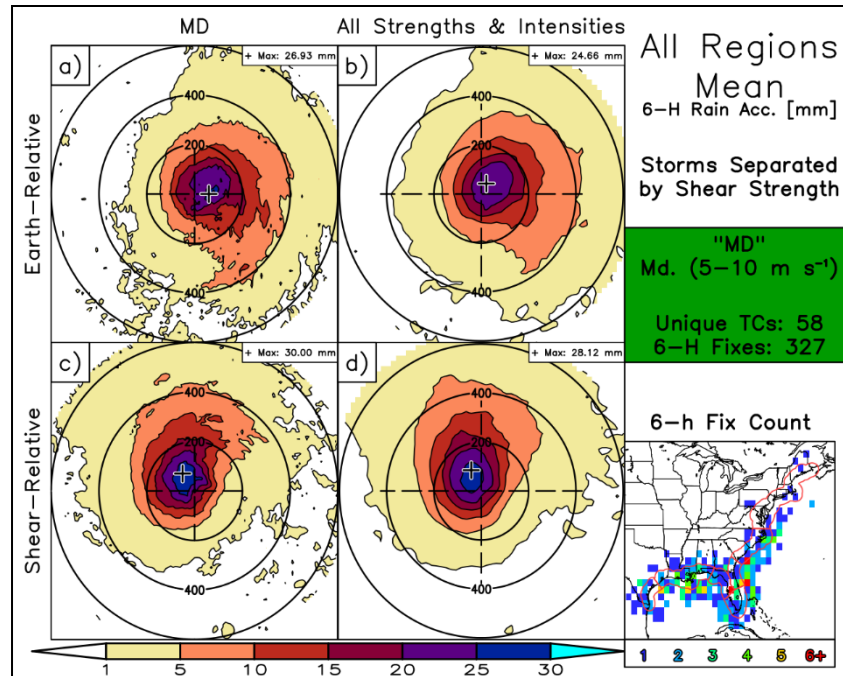 MD
All Strengths & Intensities
Earth-Relative
Shear-Relative
a)
+ Max: 26.93 mm
400
200
400
b)
+ Max: 24.66 mm
400
200
400
c)
+ Max: 30.00 mm
400
200
400
d)
+ Max: 28.12 mm
400
200
400
1 5 10 15 20 25 30
All Regions
Mean
6-H Rain Acc. [mm]
Storms Separated
by Shear Strength
"MD"
Md. (5-10 m s⁻¹)
Unique TCs: 58
6-H Fixes: 327
6-h Fix Count
1 2 3 4 5 6+